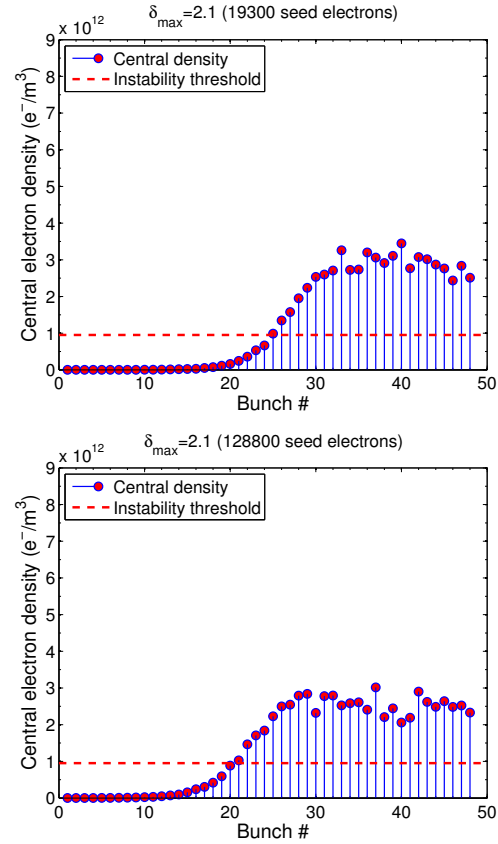 δmax=2.1 (19300 seed electrons)
x 10^12
Central density
Instability threshold
9
8
7
6
5
4
3
2
1
0
Central electron density (e⁻/m³)
0 10 20 30 40 50
Bunch #
δmax=2.1 (128800 seed electrons)
x 10^12
Central density
Instability threshold
9
8
7
6
5
4
3
2
1
0
Central electron density (e⁻/m³)
0 10 20 30 40 50
Bunch #